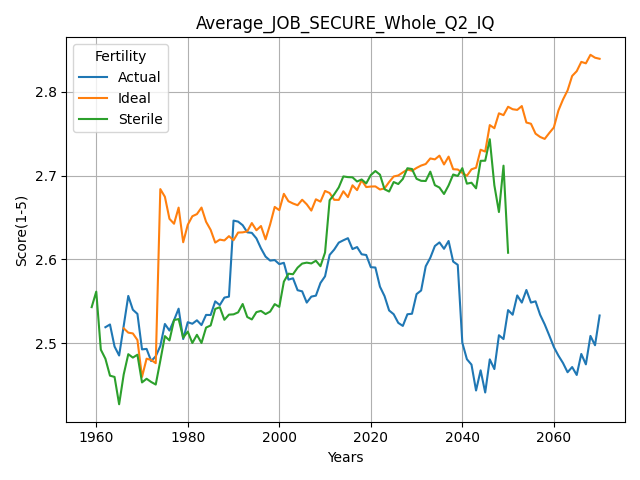 Average_JOB_SECURE_Whole_Q2_IQ
Fertility
Actual
Ideal
Sterile
Score(1-5)
2.8
2.7
2.6
2.5
1960 1980 2000 2020 2040 2060
Years